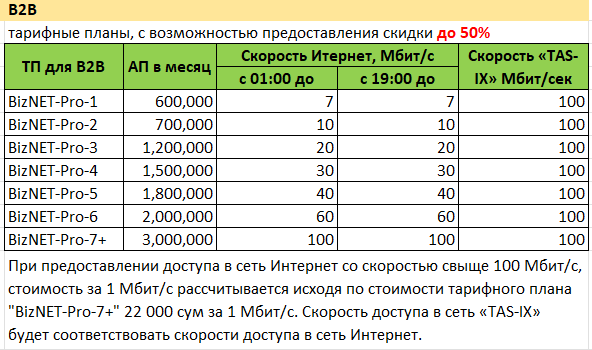 B2B
тарифные планы, с возможностью предоставления скидки до 50%
ТП для B2B АП в месяц Скорость Итернет, Мбит/с Скорость «TAS-
с 01:00 до с 19:00 до IX» Мбит/сек
BizNET-Pro-1 600,000 7 7 100
BizNET-Pro-2 700,000 10 10 100
BizNET-Pro-3 1,200,000 20 20 100
BizNET-Pro-4 1,500,000 30 30 100
BizNET-Pro-5 1,800,000 40 40 100
BizNET-Pro-6 2,000,000 60 60 100
BizNET-Pro-7+ 3,000,000 100 100 100
При предоставлении доступа в сеть Интернет со скоростью свыще 100 Мбит/с,
стоимость за 1 Мбит/с рассчитывается исходя по стоимости тарифного плана
"BizNET-Pro-7+" 22 000 сум за 1 Мбит/с. Скорость доступа в сеть «TAS-IX»
будет соответствовать скорости доступа в сеть Интернет.